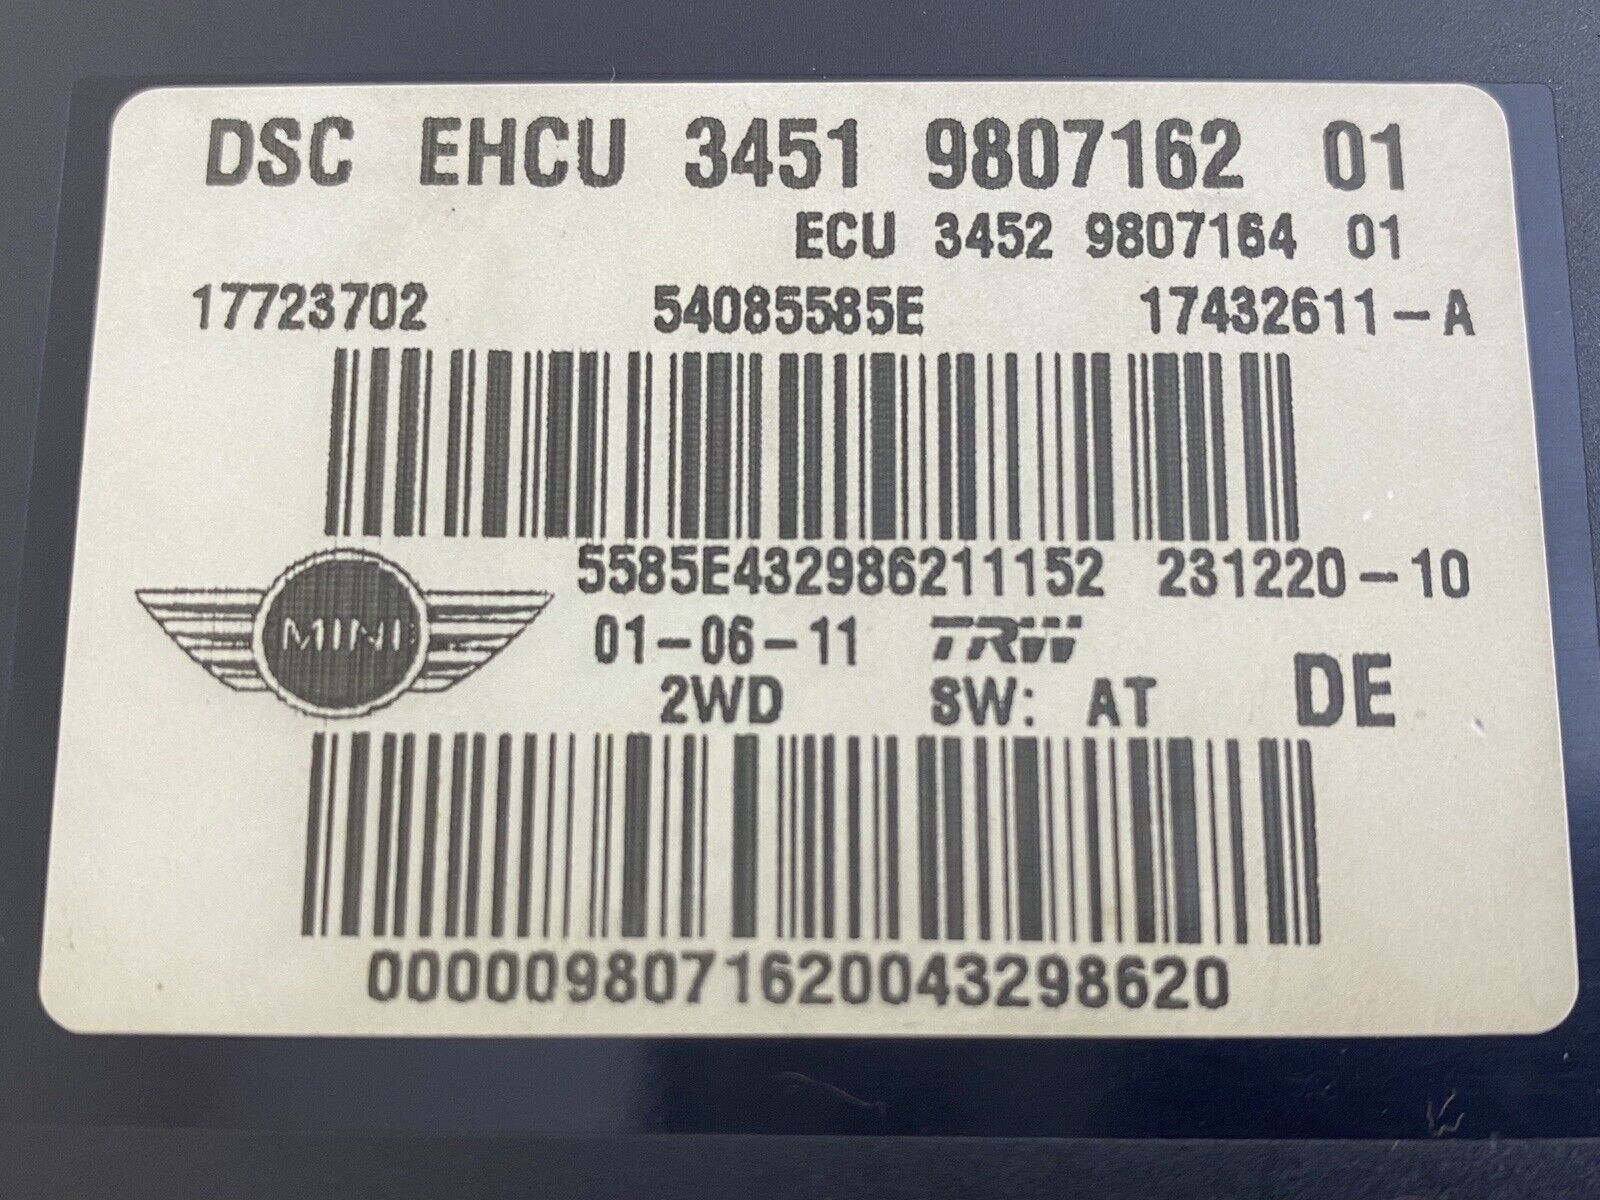 DSC EHCU 3451 9807162 01
ECU 3452 9807164 01
17723702 54085585E 17432611-A
5585E432986211152 231220-10
MINI
01-06-11 TRW
2WD SW: AT DE
0000098071620043298620